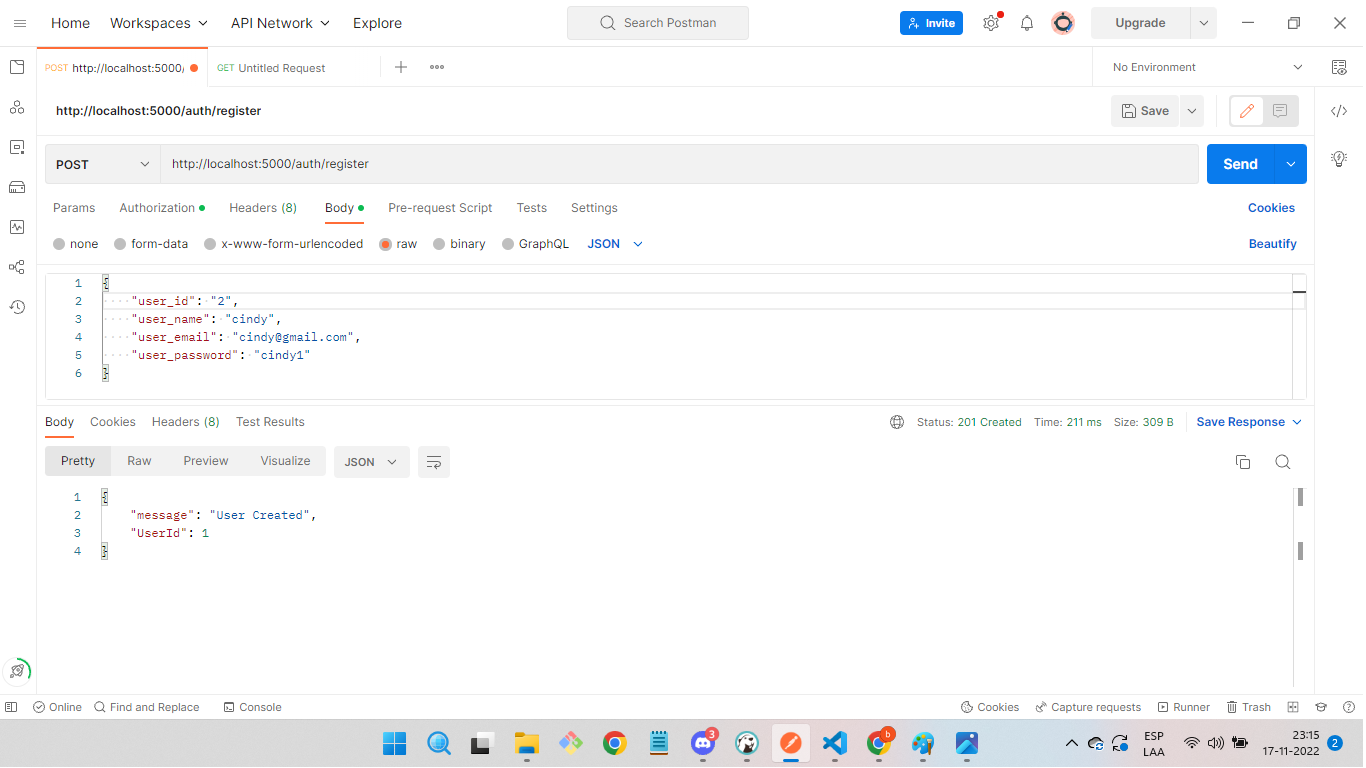 Home Workspaces API Network Explore Search Postman Invite Upgrade
POST http://localhost:5000/ GET Untitled Request No Environment
http://localhost:5000/auth/register Save
POST http://localhost:5000/auth/register Send
Params Authorization Headers (8) Body Pre-request Script Tests Settings Cookies
none form-data x-www-form-urlencoded raw binary GraphQL JSON Beautify
1 {
2 "user_id": "2",
3 "user_name": "cindy",
4 "user_email": "cindy@gmail.com",
5 "user_password": "cindy1"
6 }
Body Cookies Headers (8) Test Results Status: 201 Created Time: 211 ms Size: 309 B Save Response
Pretty Raw Preview Visualize JSON
1 {
2 "message": "User Created",
3 "UserId": 1
4 }
Online Find and Replace Console Cookies Capture requests Runner Trash
3 b ESP LAA 23:15 17-11-2022 2